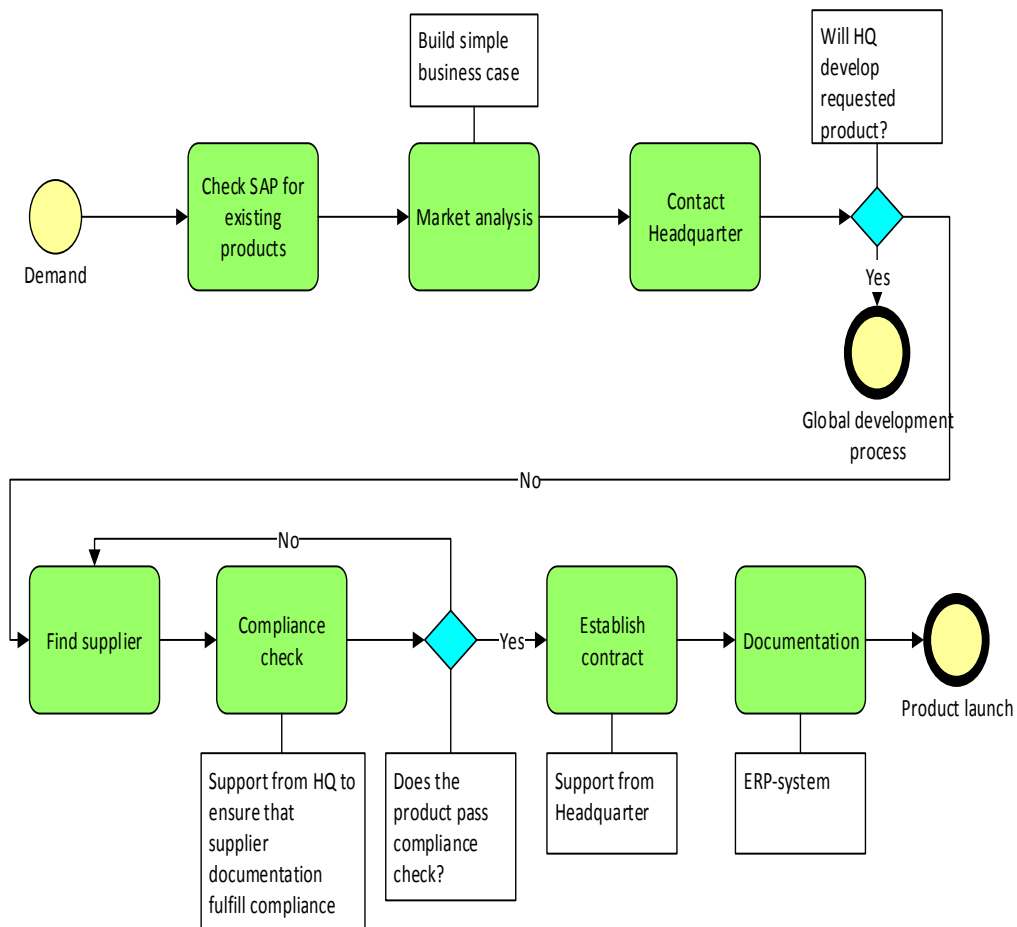 Build simple
business case
Will HQ
develop
requested
product?
Check SAP for
existing
products
Market analysis
Contact
Headquarter
Demand
Yes
Global development
process
No
No
Find supplier
Compliance
check
Yes
Establish
contract
Documentation
Product launch
Support from HQ to
ensure that
supplier
documentation
fulfill compliance
Does the
product pass
compliance
check?
Support from
Headquarter
ERP-system